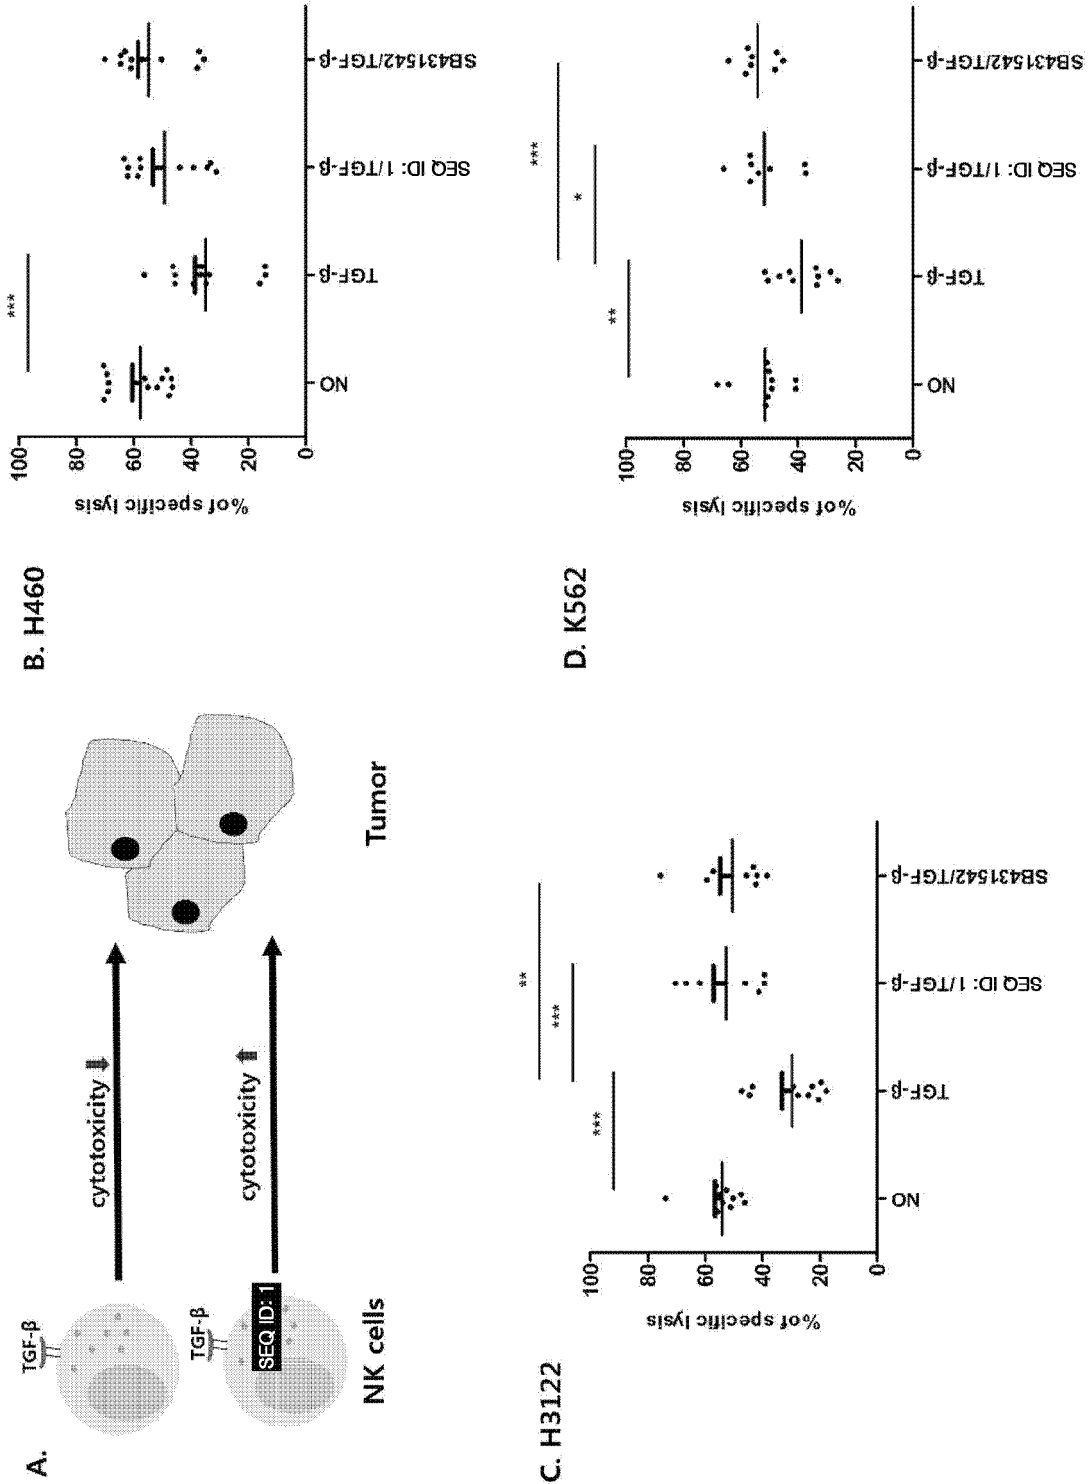 A.
TGF-β
cytotoxicity
TGF-β
SEQ ID: 1
cytotoxicity
NK cells
Tumor
B. H460
% of specific lysis
100
80
60
40
20
0
***
NO
TGF-β
SEQ ID: 1/TGF-β
SB431542/TGF-β
C. H3122
% of specific lysis
100
80
60
40
20
0
**
***
***
NO
TGF-β
SEQ ID: 1/TGF-β
SB431542/TGF-β
D. K562
% of specific lysis
100
80
60
40
20
0
***
*
**
NO
TGF-β
SEQ ID: 1/TGF-β
SB431542/TGF-β